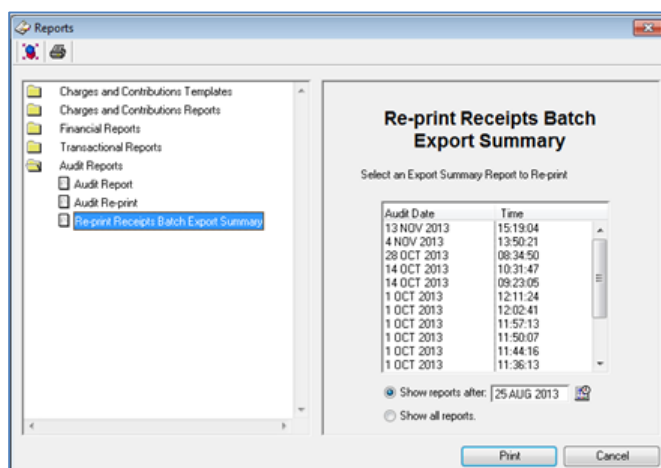 Reports
Charges and Contributions Templates
Charges and Contributions Reports
Financial Reports
Transactional Reports
Audit Reports
Audit Report
Audit Re-print
Re-print Receipts Batch Export Summary
Re-print Receipts Batch
Export Summary
Select an Export Summary Report to Re-print
Audit Date Time
13 NOV 2013 15:19:04
4 NOV 2013 13:50:21
28 OCT 2013 08:34:50
14 OCT 2013 10:31:47
14 OCT 2013 09:23:05
1 OCT 2013 12:11:24
1 OCT 2013 12:02:41
1 OCT 2013 11:57:13
1 OCT 2013 11:50:07
1 OCT 2013 11:44:16
1 OCT 2013 11:36:13
Show reports after: 25 AUG 2013
Show all reports.
Print Cancel